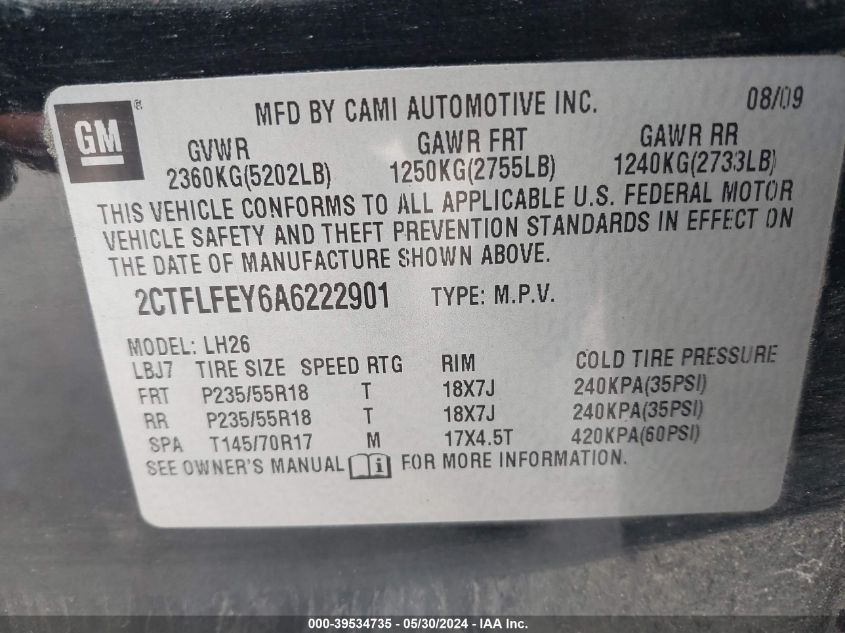 GM ®
MFD BY CAMI AUTOMOTIVE INC. 08/09
GVWR GAWR FRT GAWR RR
2360KG(5202LB) 1250KG(2755LB) 1240KG(2733LB)
THIS VEHICLE CONFORMS TO ALL APPLICABLE U.S. FEDERAL MOTOR
VEHICLE SAFETY AND THEFT PREVENTION STANDARDS IN EFFECT ON
THE DATE OF MANUFACTURE SHOWN ABOVE.
2CTFLFEY6A6222901 TYPE: M.P.V.
MODEL: LH26
LBJ7 TIRE SIZE SPEED RTG RIM COLD TIRE PRESSURE
FRT P235/55R18 T 18X7J 240KPA(35PSI)
RR P235/55R18 T 18X7J 240KPA(35PSI)
SPA T145/70R17 M 17X4.5T 420KPA(60PSI)
SEE OWNER'S MANUAL i FOR MORE INFORMATION.
000-39534735 - 05/30/2024 - IAA Inc.